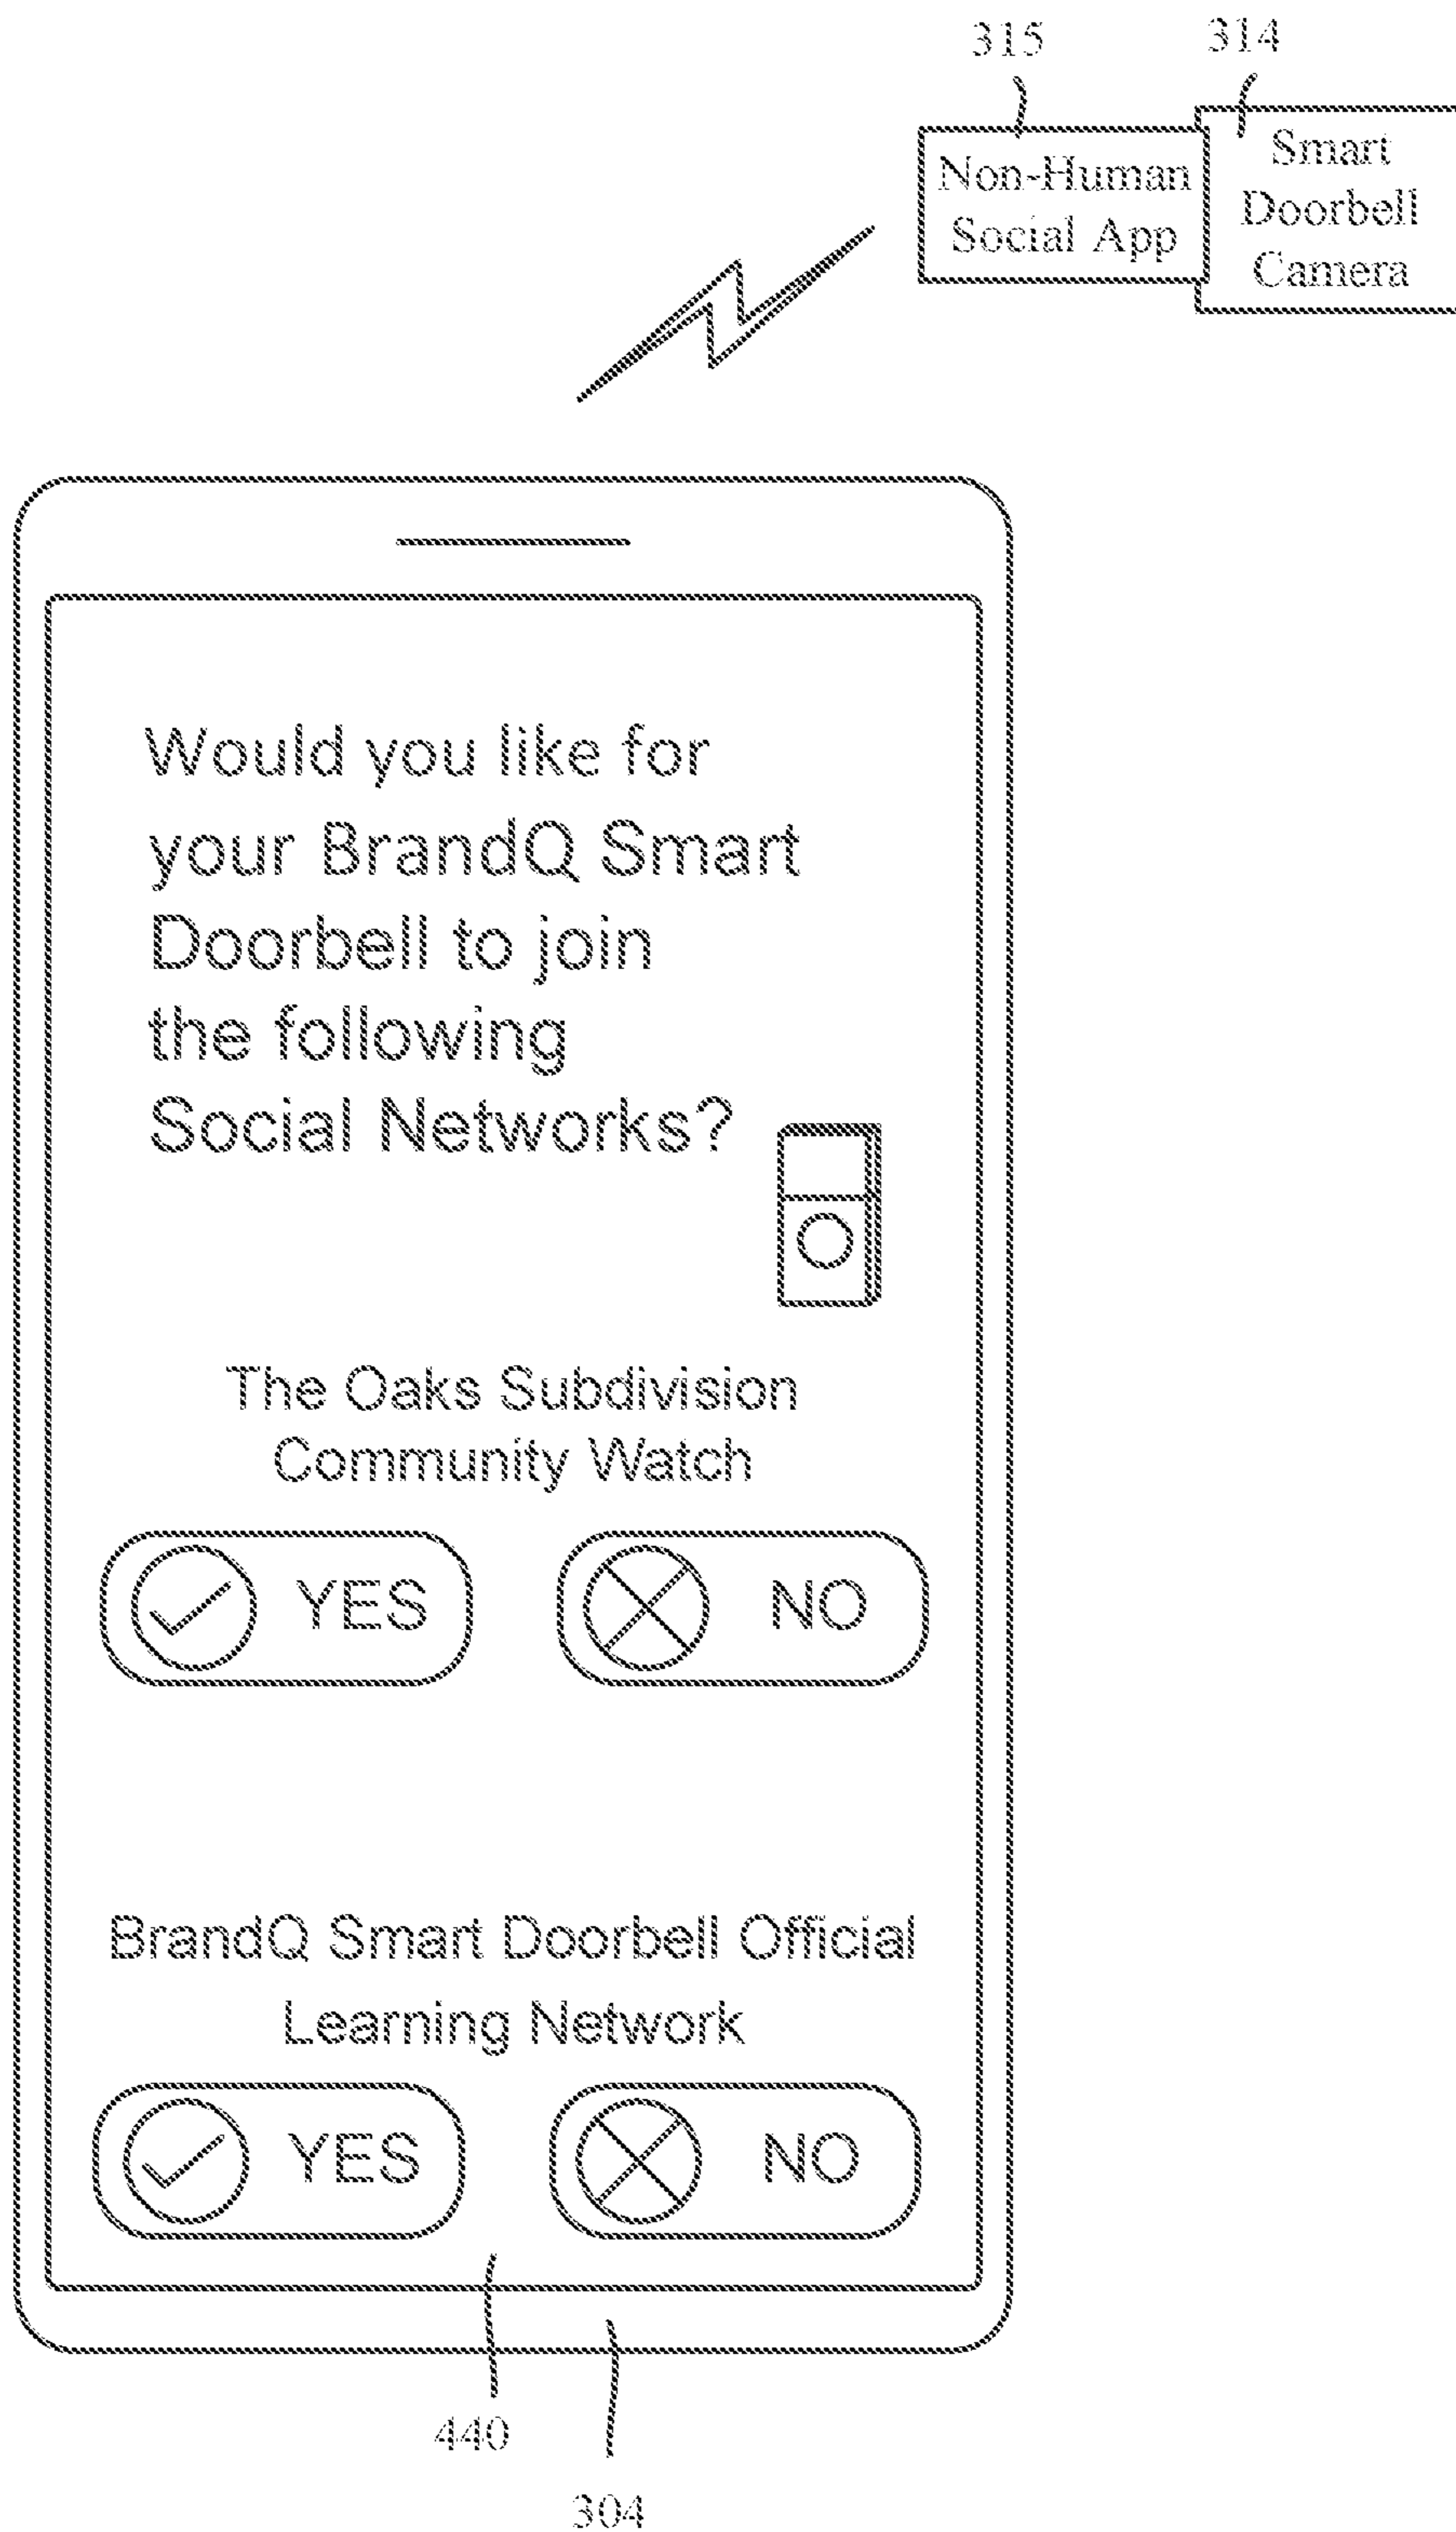 315
314
Non-Human
Social App
Smart
Doorbell
Camera
Would you like for
your BrandQ Smart
Doorbell to join
the following
Social Networks?
The Oaks Subdivision
Community Watch
YES
NO
BrandQ Smart Doorbell Official
Learning Network
YES
NO
440
304